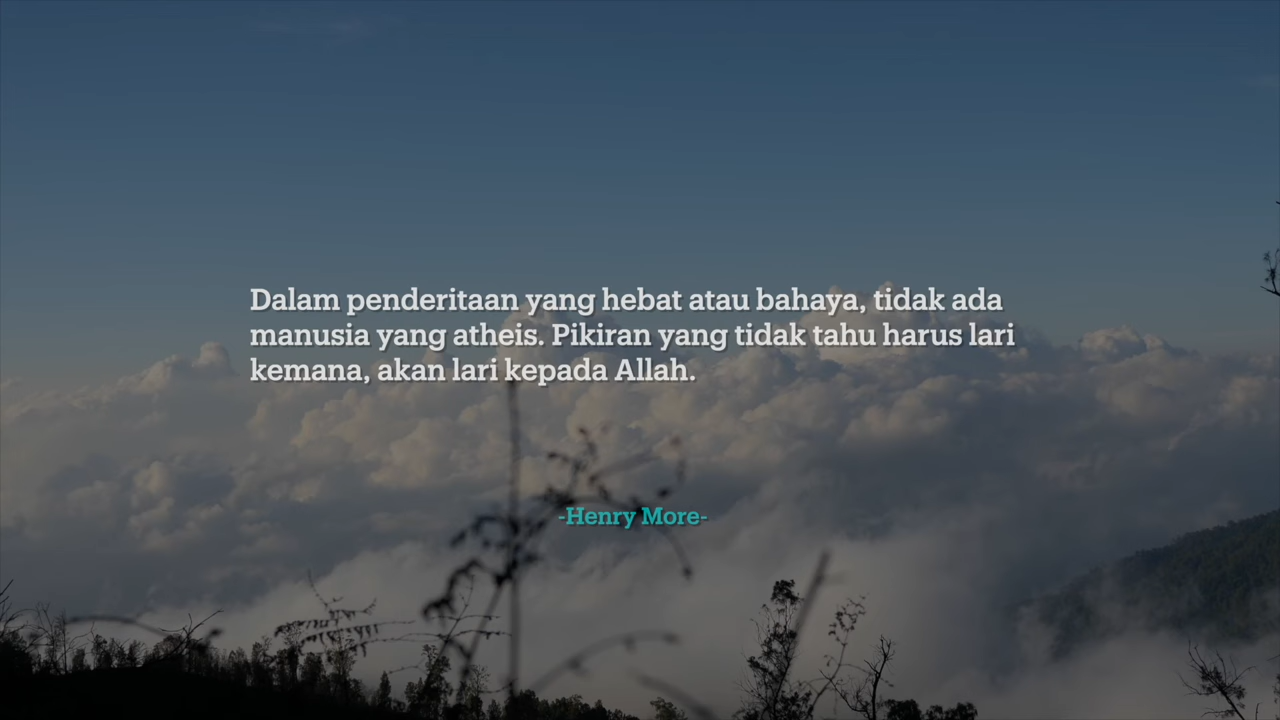 Dalam penderitaan yang hebat atau bahaya, tidak ada
manusia yang atheis. Pikiran yang tidak tahu harus lari
kemana, akan lari kepada Allah.
-Henry More-